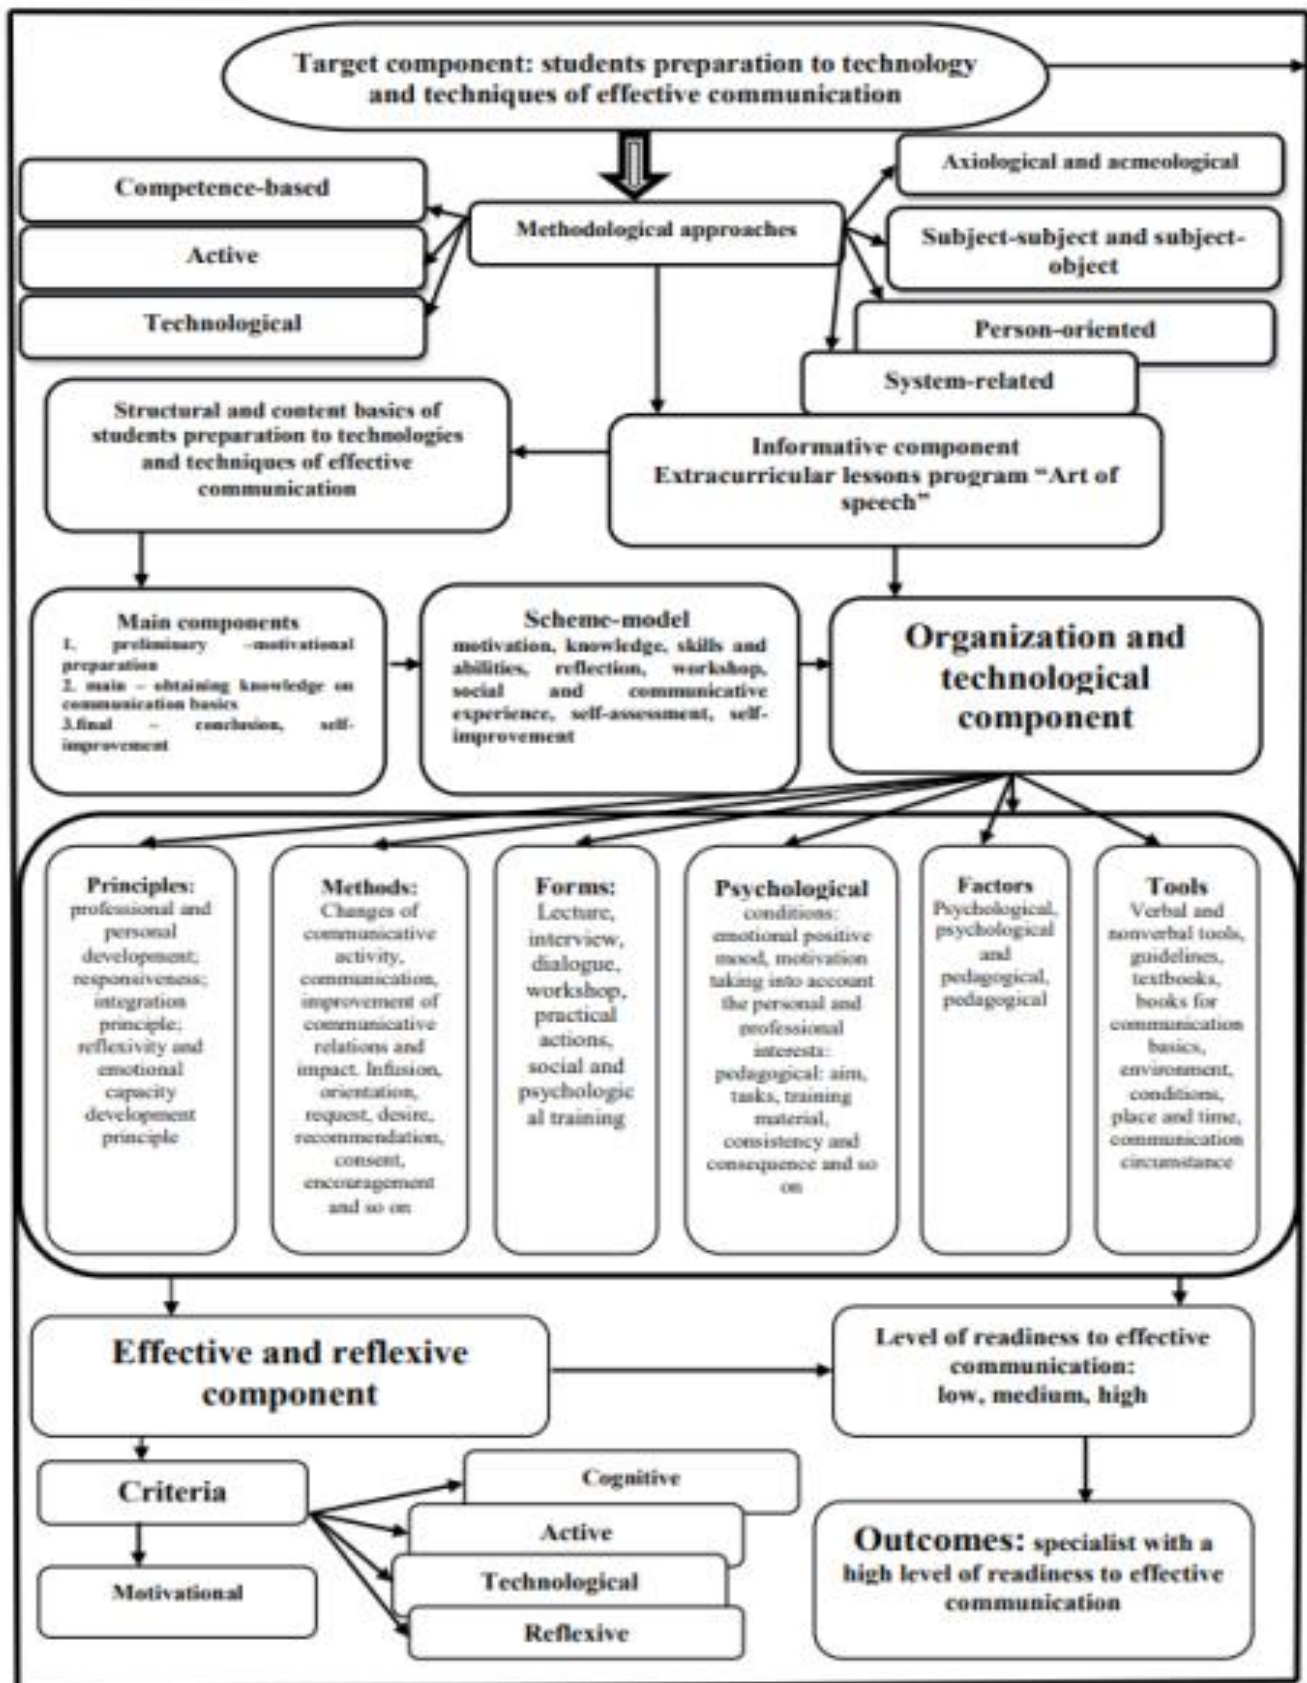 Target component: students preparation to technology
and techniques of effective communication
Competence-based
Active
Technological
Methodological approaches
Axiological and acmeological
Subject-subject and subject-
object
Person-oriented
System-related
Structural and content basics of
students preparation to technologies
and techniques of effective
communication
Informative component
Extracurricular lessons program “Art of
speech”
Main components
1. preliminary –motivational
preparation
2. main – obtaining knowledge on
communication basics
3.final – conclusion, self-
improvement
Scheme-model
motivation, knowledge, skills and
abilities, reflection, workshop,
social and communicative
experience, self-assessment, self-
improvement
Organization and
technological
component
Principles:
professional and
personal
development;
responsiveness;
integration
principle;
reflexivity and
emotional
capacity
development
principle
Methods:
Changes of
communicative
activity,
communication,
improvement of
communicative
relations and
impact. Infusion,
orientation,
request, desire,
recommendation,
consent,
encouragement
and so on
Forms:
Lecture,
interview,
dialogue,
workshop,
practical
actions,
social and
psychologic
al training
Psychological
conditions:
emotional positive
mood, motivation
taking into account
the personal and
professional
interests:
pedagogical: aim,
tasks, training
material,
consistency and
consequence and so
on
Factors
Psychological,
psychological
and
pedagogical,
pedagogical
Tools
Verbal and
nonverbal tools,
guidelines,
textbooks,
books for
communication
basics,
environment,
conditions,
place and time,
communication
circumstance
Effective and reflexive
component
Level of readiness to effective
communication:
low, medium, high
Criteria
Motivational
Cognitive
Active
Technological
Reflexive
Outcomes: specialist with a
high level of readiness to effective
communication